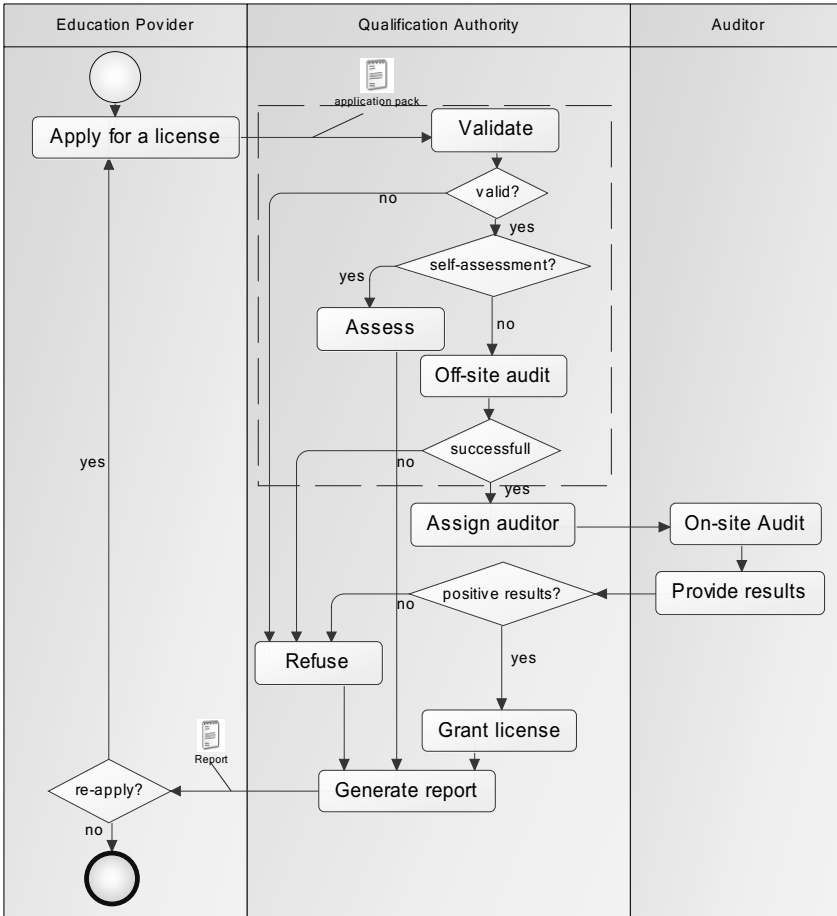 Education Povider
Qualification Authority
Auditor
application pack
Apply for a license
Validate
valid?
no
yes
self-assessment?
yes
Assess
no
Off-site audit
successfull
no
yes
yes
Assign auditor
On-site Audit
positive results?
Provide results
no
Refuse
yes
Grant license
Report
re-apply?
Generate report
no